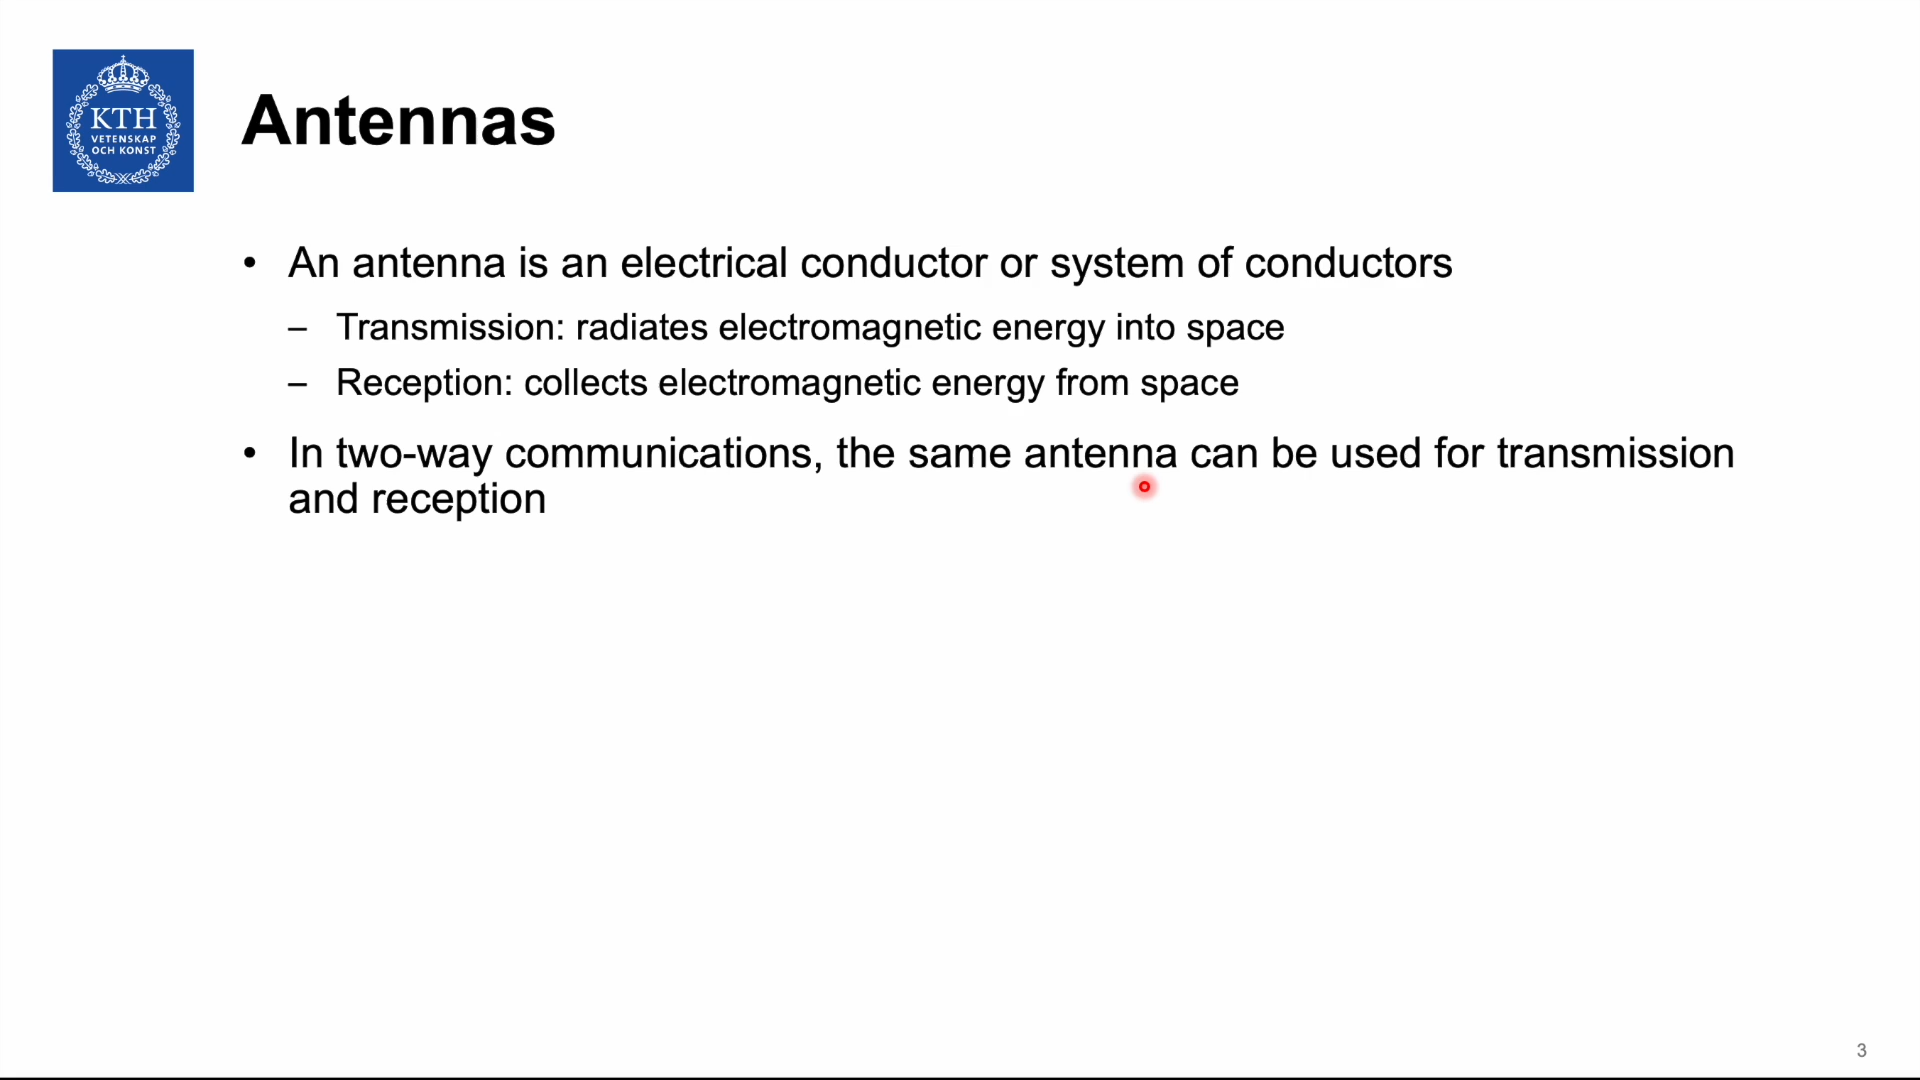 KTH
VETENSKAP
OCH KONST
Antennas
• An antenna is an electrical conductor or system of conductors
– Transmission: radiates electromagnetic energy into space
– Reception: collects electromagnetic energy from space
• In two-way communications, the same antenna can be used for transmission
and reception
3